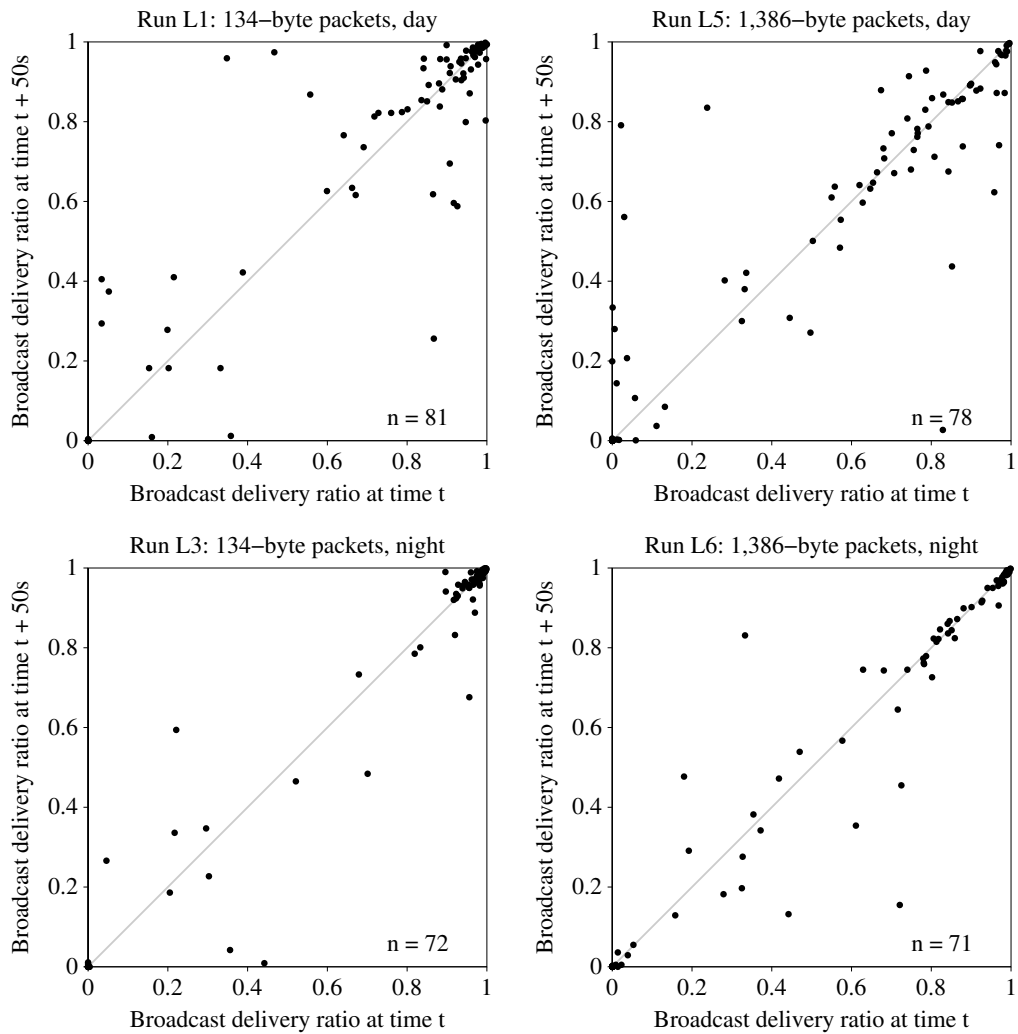 Run L1: 134−byte packets, day
Broadcast delivery ratio at time t + 50s
1
0.8
0.6
0.4
0.2
0
n = 81
0 0.2 0.4 0.6 0.8 1
Broadcast delivery ratio at time t
Run L5: 1,386−byte packets, day
Broadcast delivery ratio at time t + 50s
1
0.8
0.6
0.4
0.2
0
n = 78
0 0.2 0.4 0.6 0.8 1
Broadcast delivery ratio at time t
Run L3: 134−byte packets, night
Broadcast delivery ratio at time t + 50s
1
0.8
0.6
0.4
0.2
0
n = 72
0 0.2 0.4 0.6 0.8 1
Broadcast delivery ratio at time t
Run L6: 1,386−byte packets, night
Broadcast delivery ratio at time t + 50s
1
0.8
0.6
0.4
0.2
0
n = 71
0 0.2 0.4 0.6 0.8 1
Broadcast delivery ratio at time t